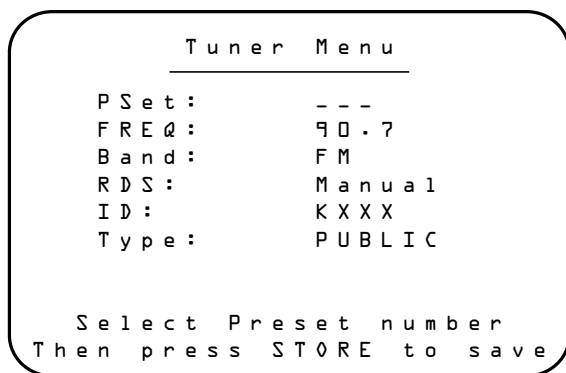 Tuner Menu
PSet: ---
FREQ: 90.7
Band: FM
RDS: Manual
ID: KXXX
Type: PUBLIC
Select Preset number
Then press STORE to save